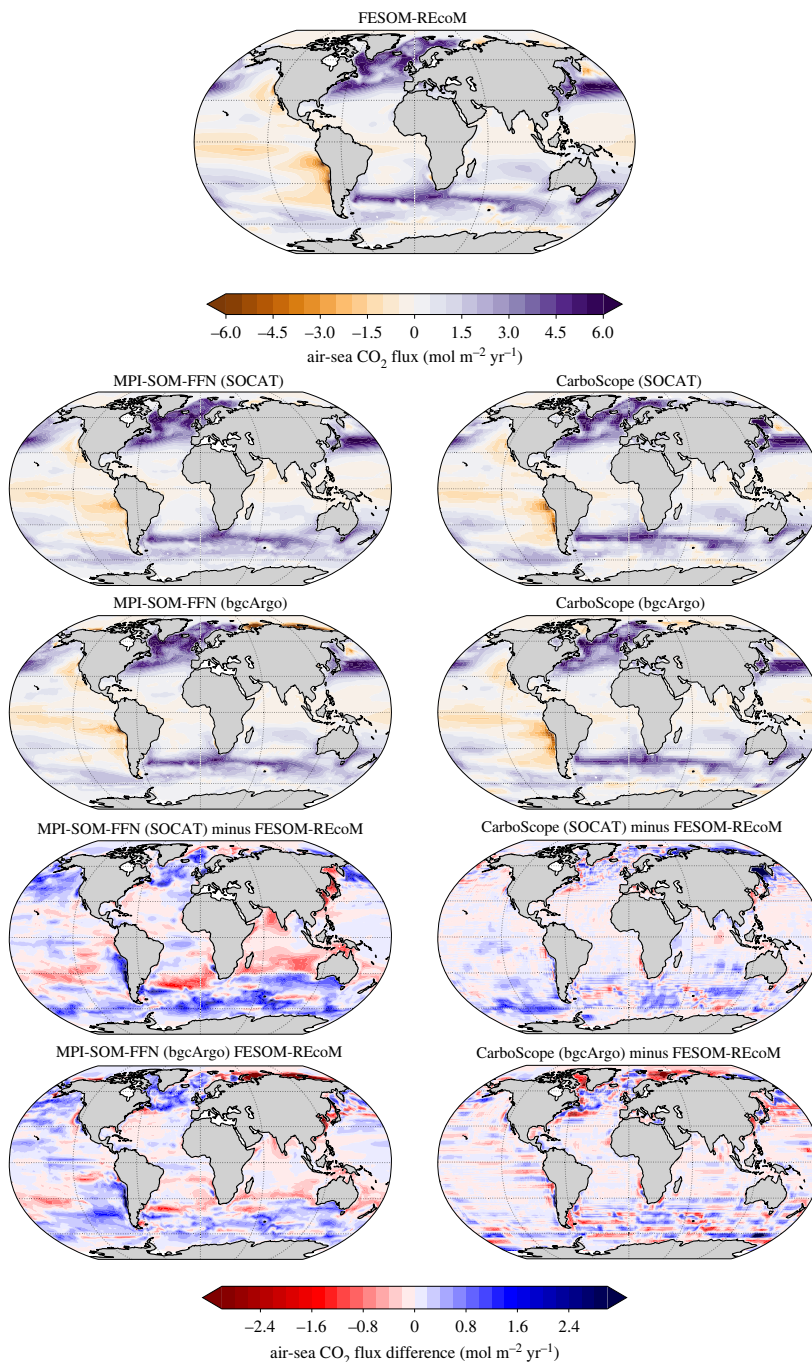 FESOM-REcoM
−6.0 −4.5 −3.0 −1.5 0 1.5 3.0 4.5 6.0
air-sea CO₂ flux (mol m⁻² yr⁻¹)
MPI-SOM-FFN (SOCAT)
CarboScope (SOCAT)
MPI-SOM-FFN (bgcArgo)
CarboScope (bgcArgo)
MPI-SOM-FFN (SOCAT) minus FESOM-REcoM
CarboScope (SOCAT) minus FESOM-REcoM
MPI-SOM-FFN (bgcArgo) FESOM-REcoM
CarboScope (bgcArgo) minus FESOM-REcoM
−2.4 −1.6 −0.8 0 0.8 1.6 2.4
air-sea CO₂ flux difference (mol m⁻² yr⁻¹)